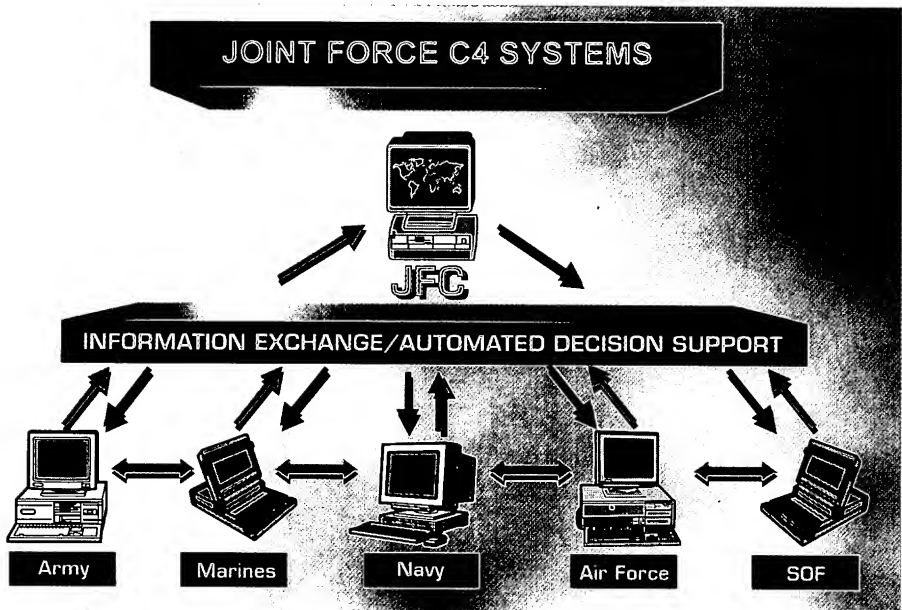 JOINT FORCE C4 SYSTEMS
JFC
INFORMATION EXCHANGE/AUTOMATED DECISION SUPPORT
Army
Marines
Navy
Air Force
SOF